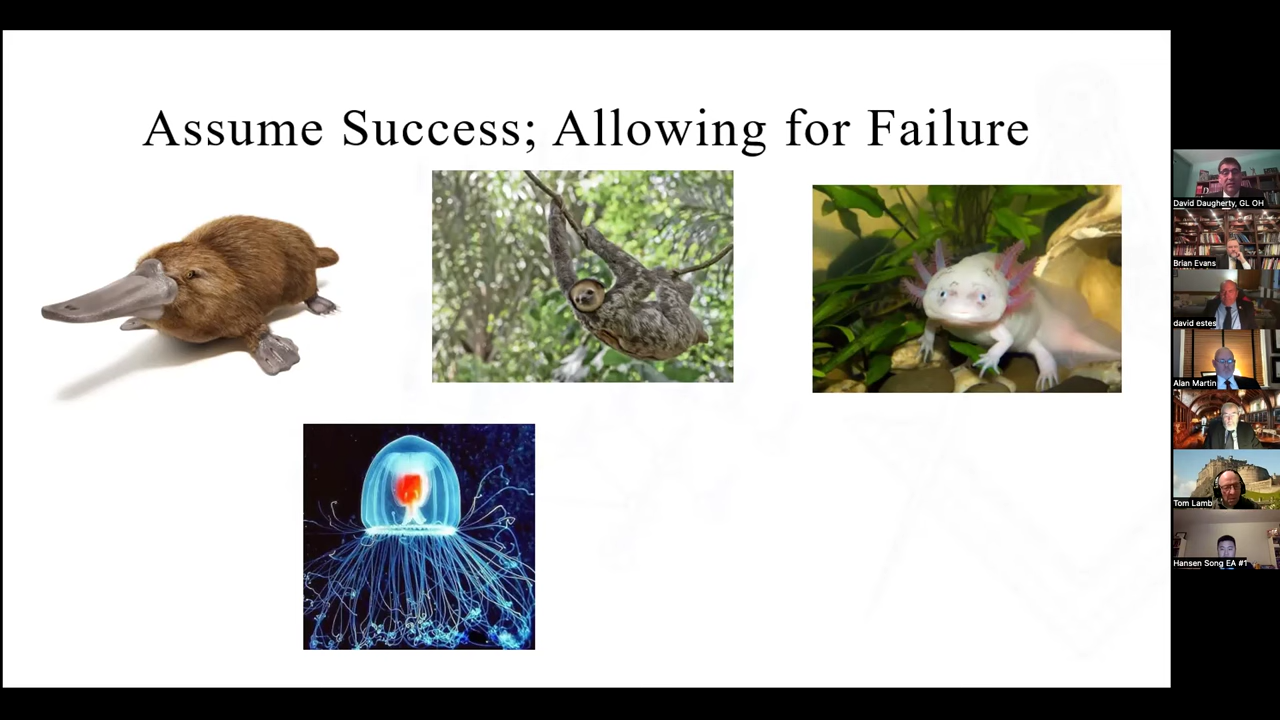 Assume Success; Allowing for Failure
David Daugherty, GL OH
Brian Evans
david estes
Alan Martin
Tom Lamb
Hansen Song EA #1